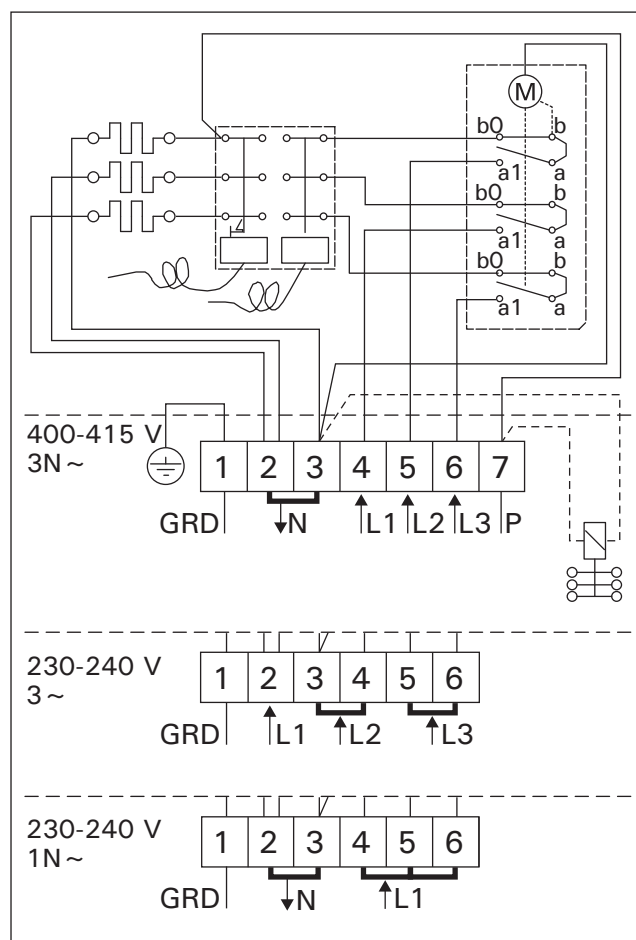 M
b0 b
a1 a
b0 b
a1 a
b0 b
a1 a
400-415 V
3N~
1 2 3 4 5 6 7
GRD N L1 L2 L3 P
230-240 V
3~
1 2 3 4 5 6
GRD L1 L2 L3
230-240 V
1N~
1 2 3 4 5 6
GRD N L1